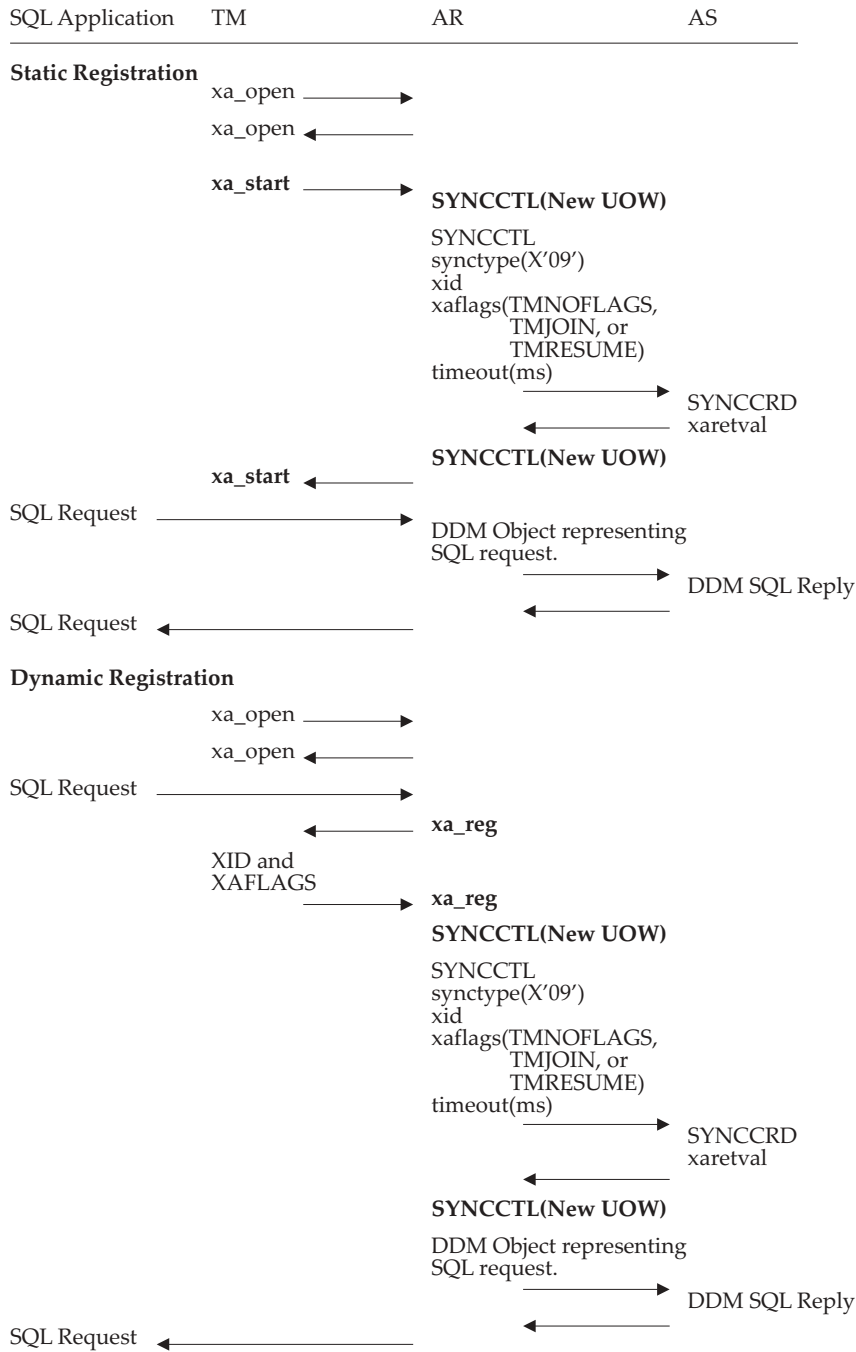 SQL Application TM AR AS
Static Registration
xa_open
xa_open
xa_start
SYNCCTL(New UOW)
SYNCCTL
synctype(X'09')
xid
xaflags(TMNOFLAGS,
TMJOIN, or
TMRESUME)
timeout(ms)
SYNCCRD
xaretval
SYNCCTL(New UOW)
xa_start
SQL Request
DDM Object representing
SQL request.
DDM SQL Reply
SQL Request
Dynamic Registration
xa_open
xa_open
SQL Request
xa_reg
XID and
XAFLAGS
xa_reg
SYNCCTL(New UOW)
SYNCCTL
synctype(X'09')
xid
xaflags(TMNOFLAGS,
TMJOIN, or
TMRESUME)
timeout(ms)
SYNCCRD
xaretval
SYNCCTL(New UOW)
DDM Object representing
SQL request.
DDM SQL Reply
SQL Request